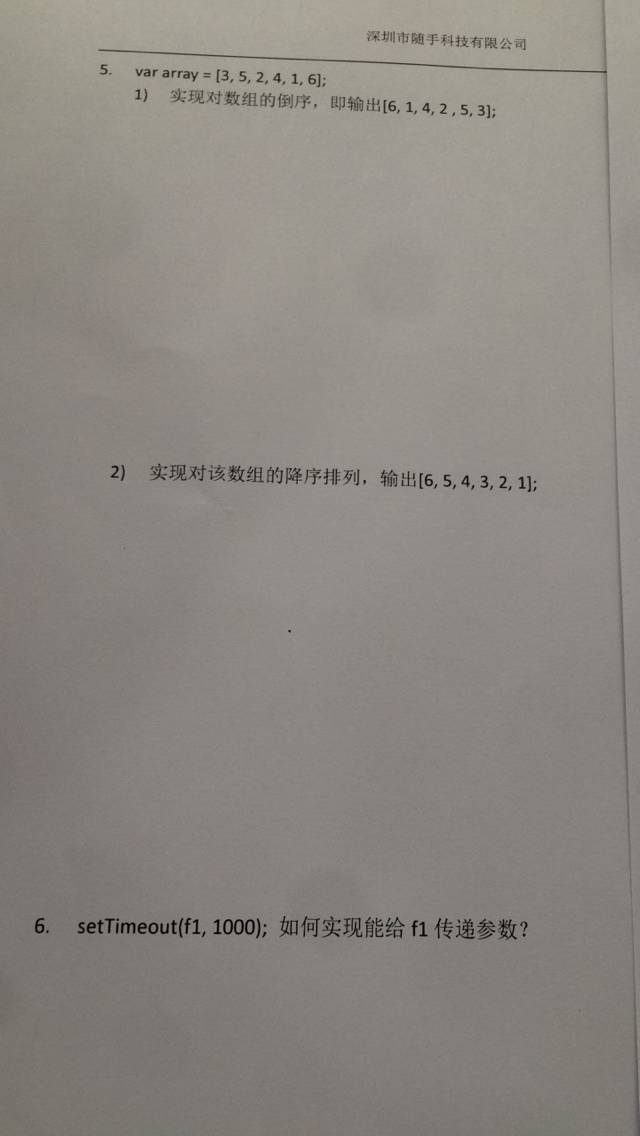 深圳市随手科技有限公司
5. var array = [3, 5, 2, 4, 1, 6];
1) 实现对数组的倒序，即输出[6, 1, 4, 2 , 5, 3];
2) 实现对该数组的降序排列，输出[6, 5, 4, 3, 2, 1];
6. setTimeout(f1, 1000); 如何实现能给 f1 传递参数？